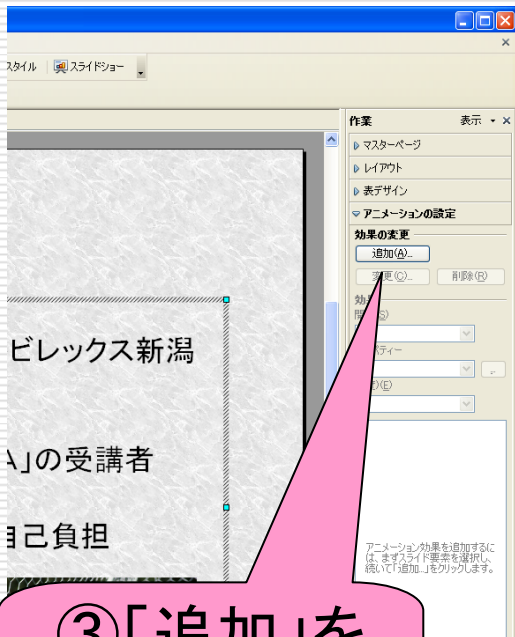 スタイル スライドショー
作業 表示
マスターページ
レイアウト
表デザイン
アニメーションの設定
効果の変更
追加(A)...
変更(C)... 削除(R)
ビレックス新潟
A」の受講者
自己負担
アニメーション効果を追加するに
は、まずスライド要素を選択し、
続いて「追加...」をクリックします。
③「追加」を